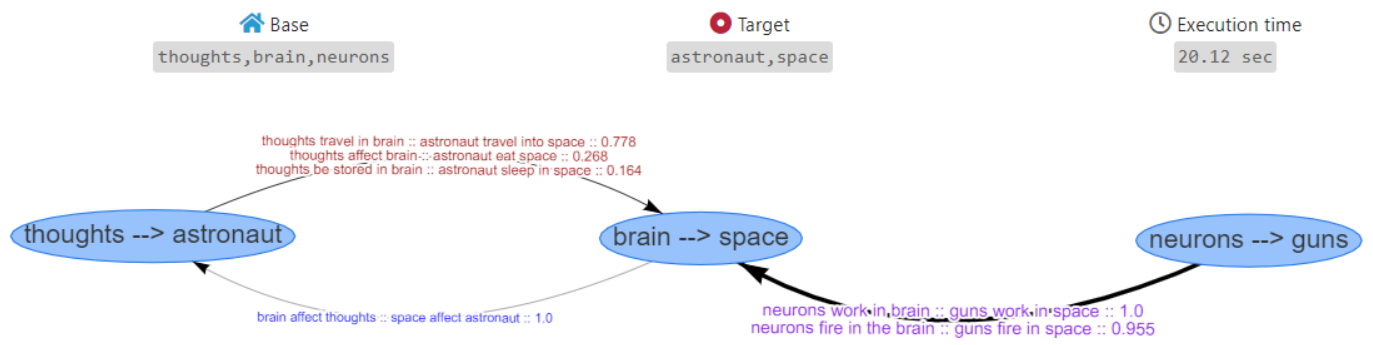 Base
Target
Execution time
thoughts,brain,neurons
astronaut,space
20.12 sec
thoughts travel in brain :: astronaut travel into space :: 0.778
thoughts affect brain :: astronaut eat space :: 0.268
thoughts be stored in brain :: astronaut sleep in space :: 0.164
thoughts --> astronaut
brain --> space
neurons --> guns
brain affect thoughts :: space affect astronaut :: 1.0
neurons work in brain :: guns work in space :: 1.0
neurons fire in the brain :: guns fire in space :: 0.955